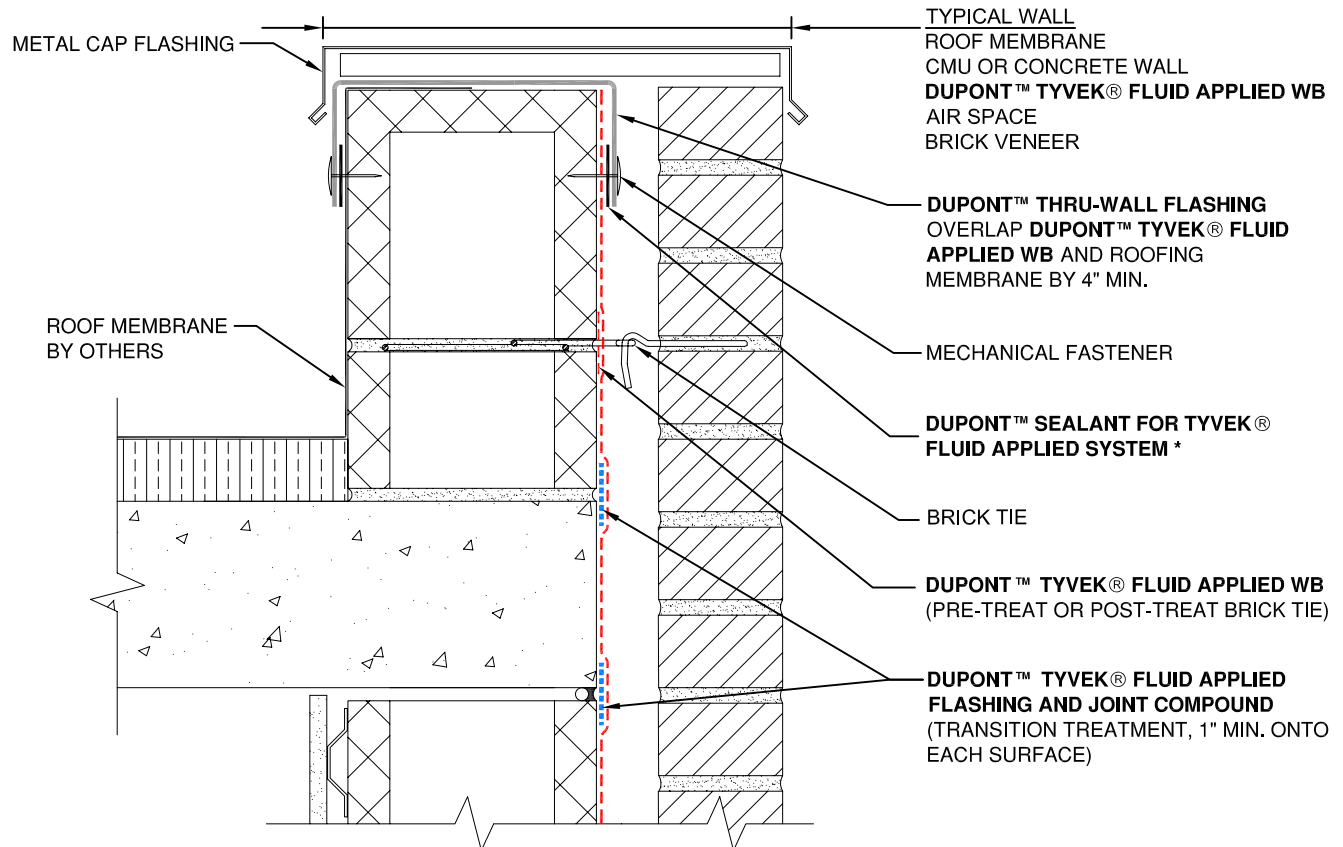 METAL CAP FLASHING
ROOF MEMBRANE
BY OTHERS
TYPICAL WALL
ROOF MEMBRANE
CMU OR CONCRETE WALL
DUPONT™ TYVEK® FLUID APPLIED WB
AIR SPACE
BRICK VENEER
DUPONT™ THRU-WALL FLASHING
OVERLAP DUPONT™ TYVEK® FLUID
APPLIED WB AND ROOFING
MEMBRANE BY 4" MIN.
MECHANICAL FASTENER
DUPONT™ SEALANT FOR TYVEK®
FLUID APPLIED SYSTEM *
BRICK TIE
DUPONT™ TYVEK® FLUID APPLIED WB
(PRE-TREAT OR POST-TREAT BRICK TIE)
DUPONT™ TYVEK® FLUID APPLIED
FLASHING AND JOINT COMPOUND
(TRANSITION TREATMENT, 1" MIN. ONTO
EACH SURFACE)